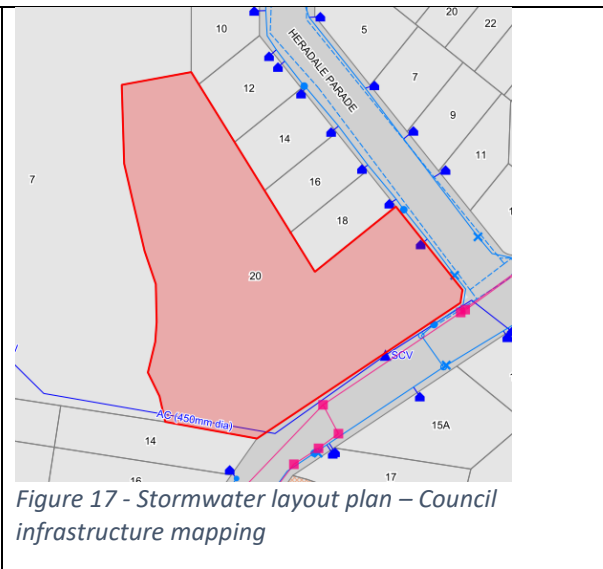 20
22
10
5
HERADALE PARADE
7
12
9
14
11
7
16
18
20
SCV
AC (450mm dia)
15A
14
16
17
Figure 17 - Stormwater layout plan – Council
infrastructure mapping